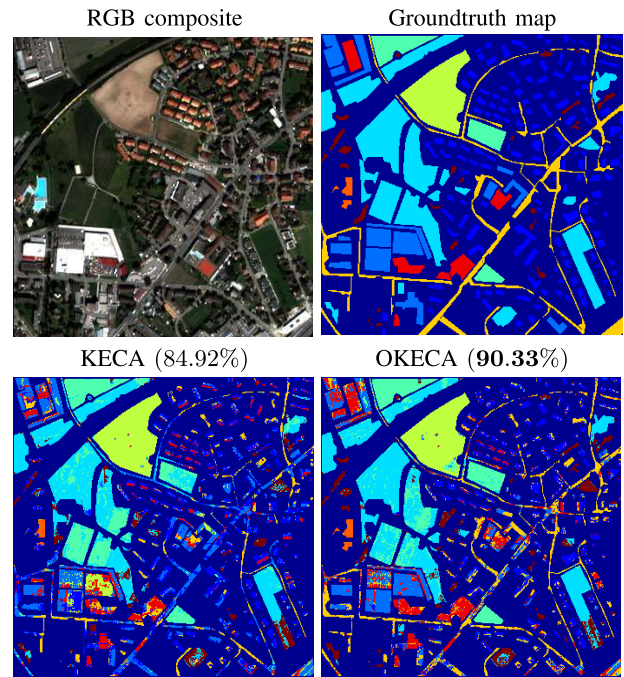 RGB composite
Groundtruth map
KECA (84.92%)
OKECA (90.33%)